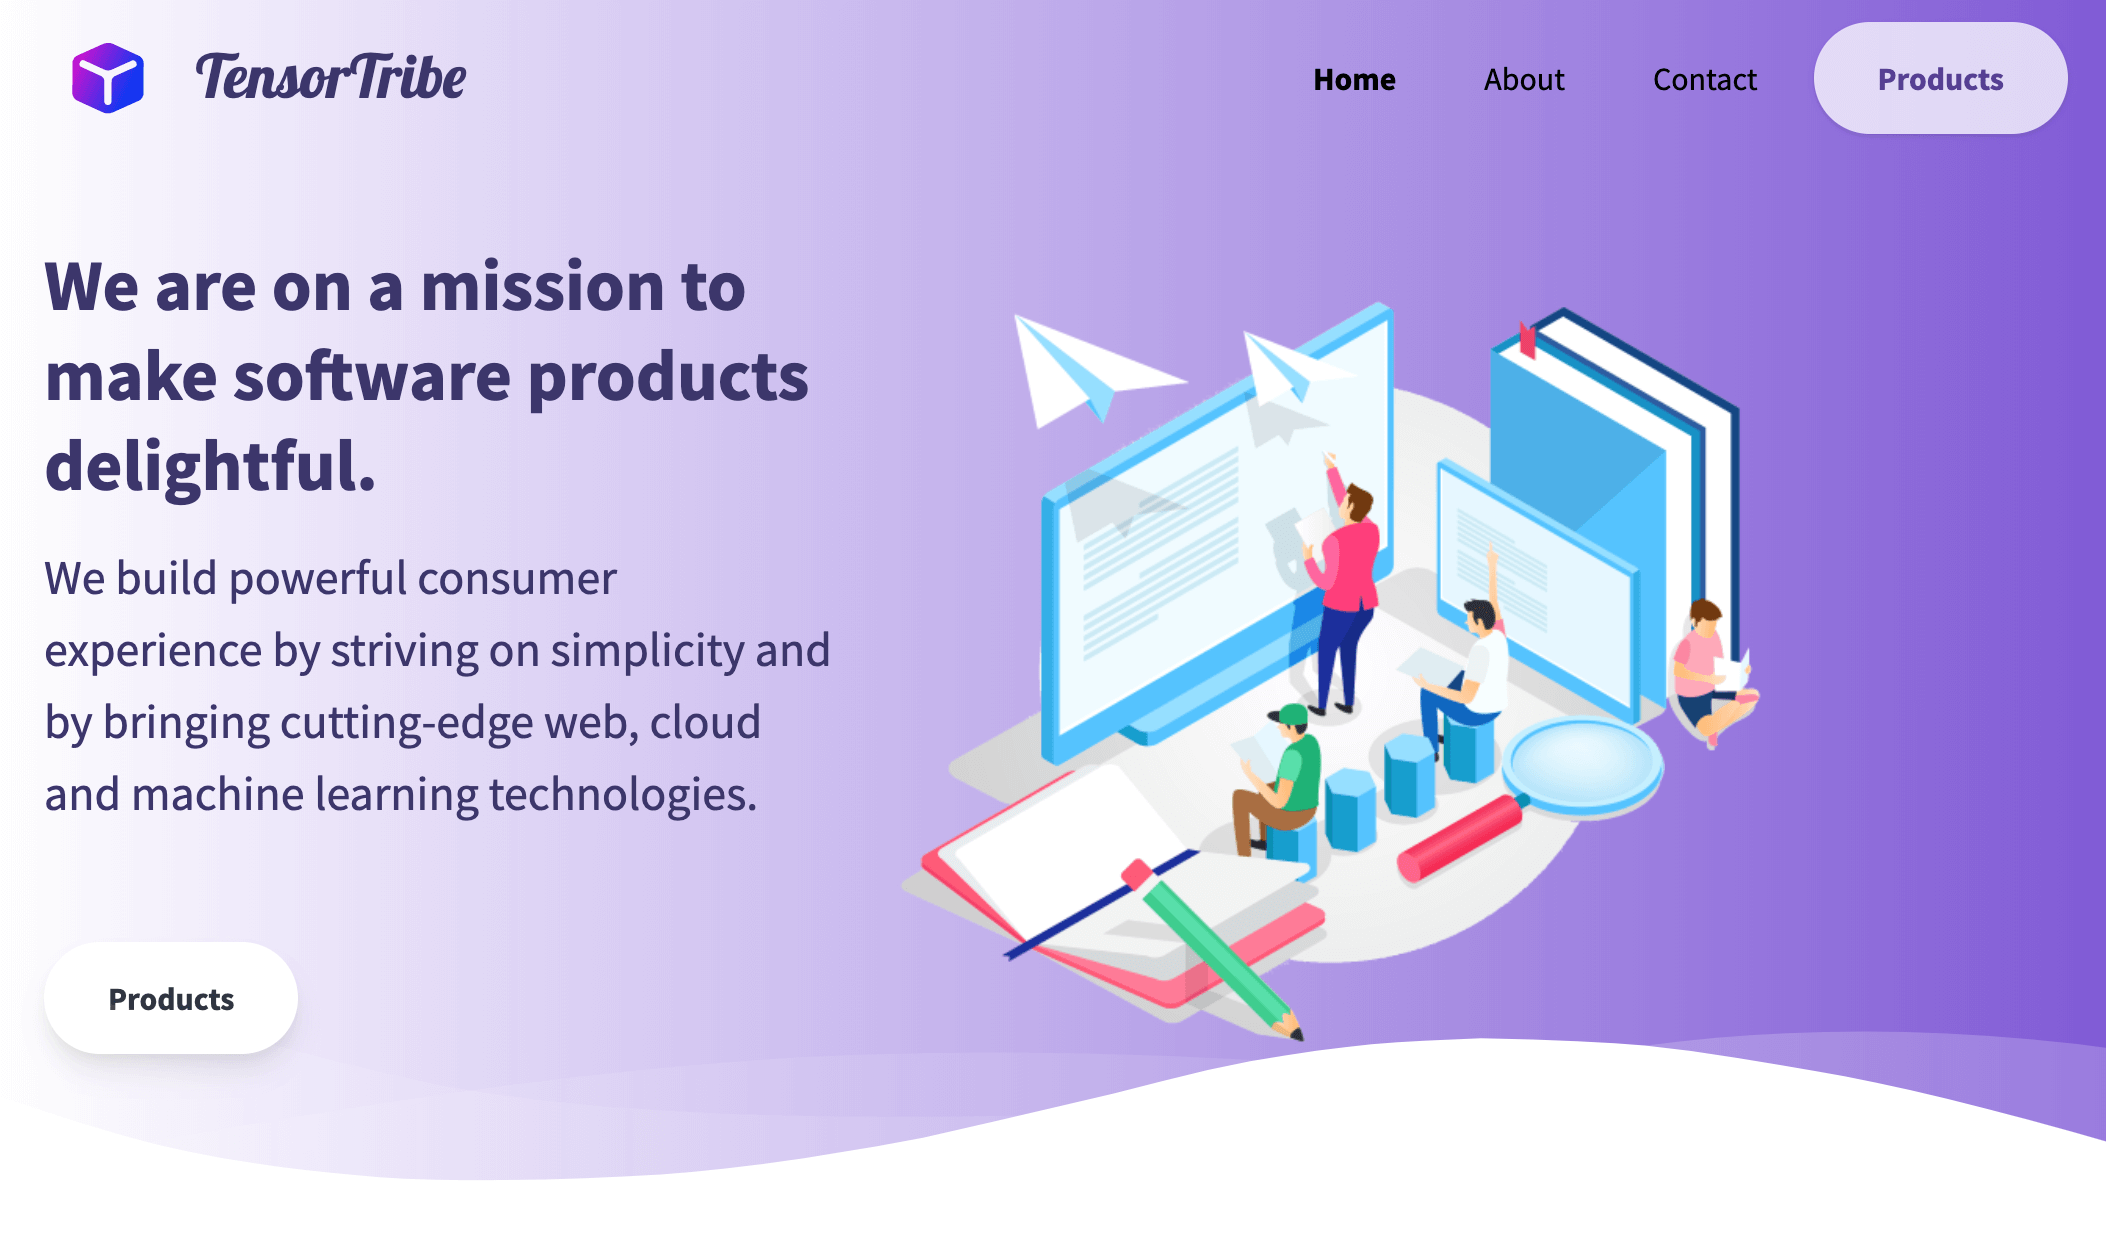 TensorTribe
Home
About
Contact
Products
We are on a mission to
make software products
delightful.
We build powerful consumer
experience by striving on simplicity and
by bringing cutting-edge web, cloud
and machine learning technologies.
Products